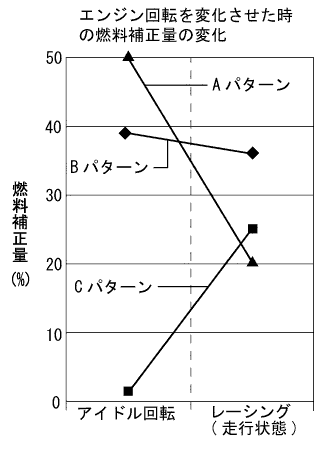 エンジン回転を変化させた時
の燃料補正量の変化
50
40
30
20
10
0
燃料補正量
(%)
Aパターン
Bパターン
Cパターン
アイドル回転
レーシング
(走行状態)